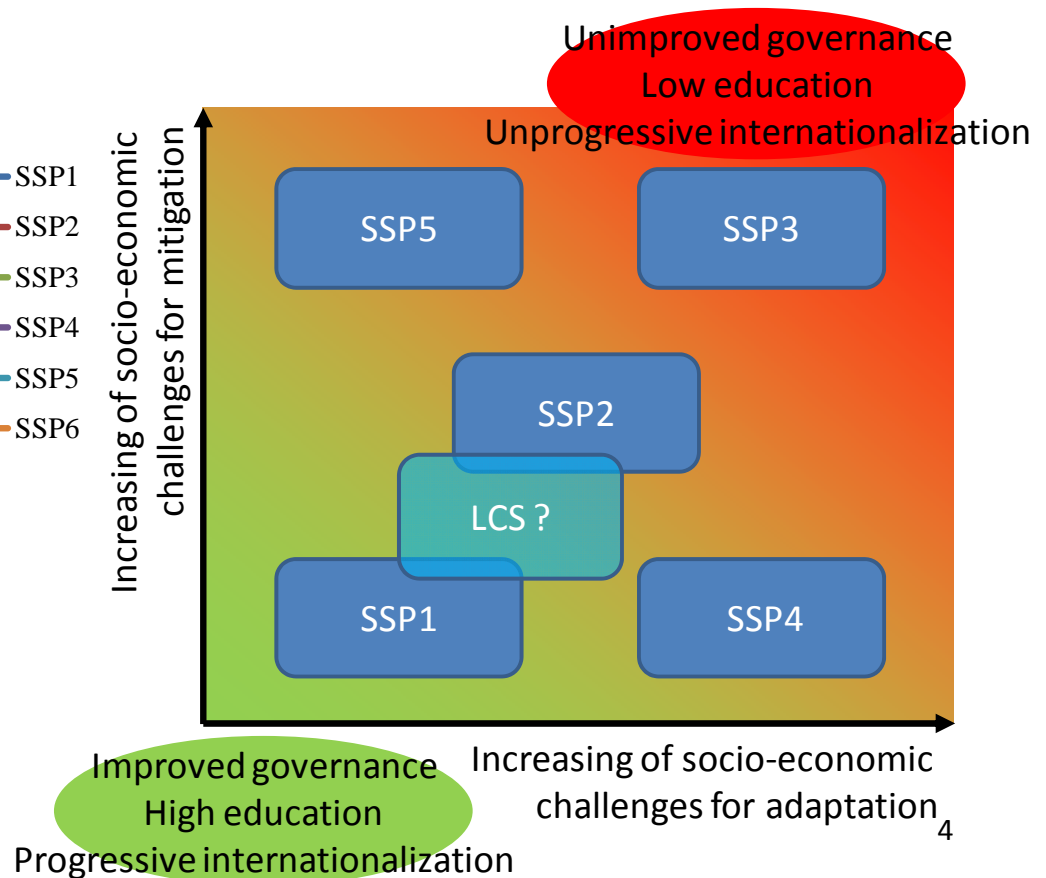 Unimproved governance
Low education
Unprogressive internationalization
SSP1
SSP2
SSP3
SSP4
SSP5
SSP6
Increasing of socio-economic
challenges for mitigation
SSP5
SSP3
SSP2
LCS ?
SSP1
SSP4
Increasing of socio-economic
challenges for adaptation
4
Improved governance
High education
Progressive internationalization